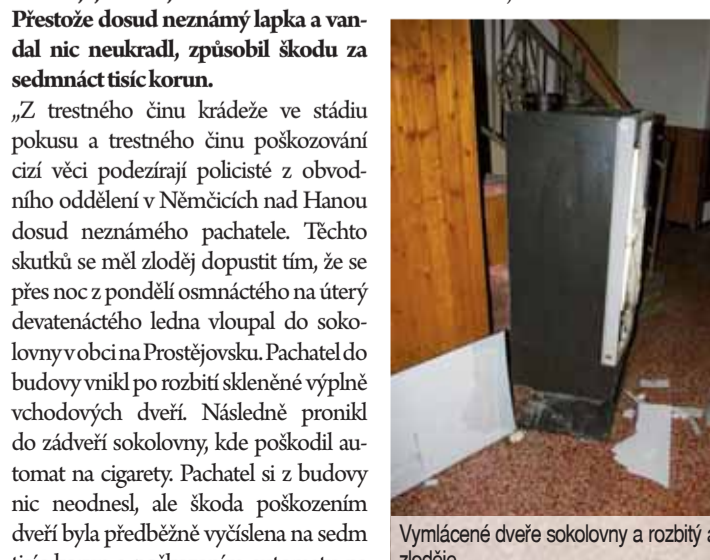 Přestože dosud neznámý lapka a van-
dal nic neukradl, způsobil škodu za
sedmnáct tisíc korun.
„Z trestného činu krádeže ve stádiu
pokusu a trestného činu poškozování
cizí věci podezírají policisté z obvod-
ního oddělení v Němčicích nad Hanou
dosud neznámého pachatele. Těchto
skutků se měl zloděj dopustit tím, že se
přes noc z pondělí osmnáctého na úterý
devatenáctého ledna vloupal do soko-
lovny v obci na Prostějovsku. Pachatel do
budovy vnikl po rozbití skleněné výplně
vchodových dveří. Následně pronikl
do zádveří sokolovny, kde poškodil au-
tomat na cigarety. Pachatel si z budovy
nic neodnesl, ale škoda poškozením
dveří byla předběžně vyčíslena na sedm
Vymlácené dveře sokolovny a rozbitý
zloděje